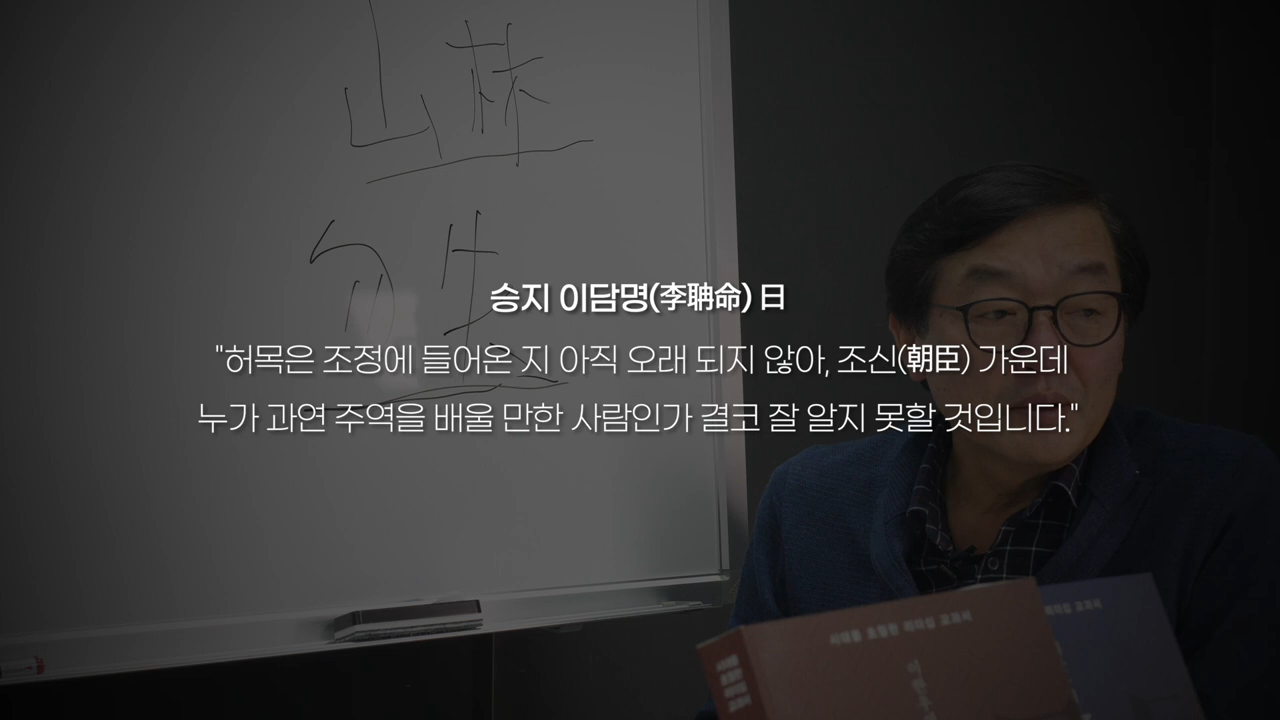 山林
승지 이담명(李聃命) 日
"허목은 조정에 들어온 지 아직 오래 되지 않아, 조신(朝臣) 가운데
누가 과연 주역을 배울 만한 사람인가 결코 잘 알지 못할 것입니다."